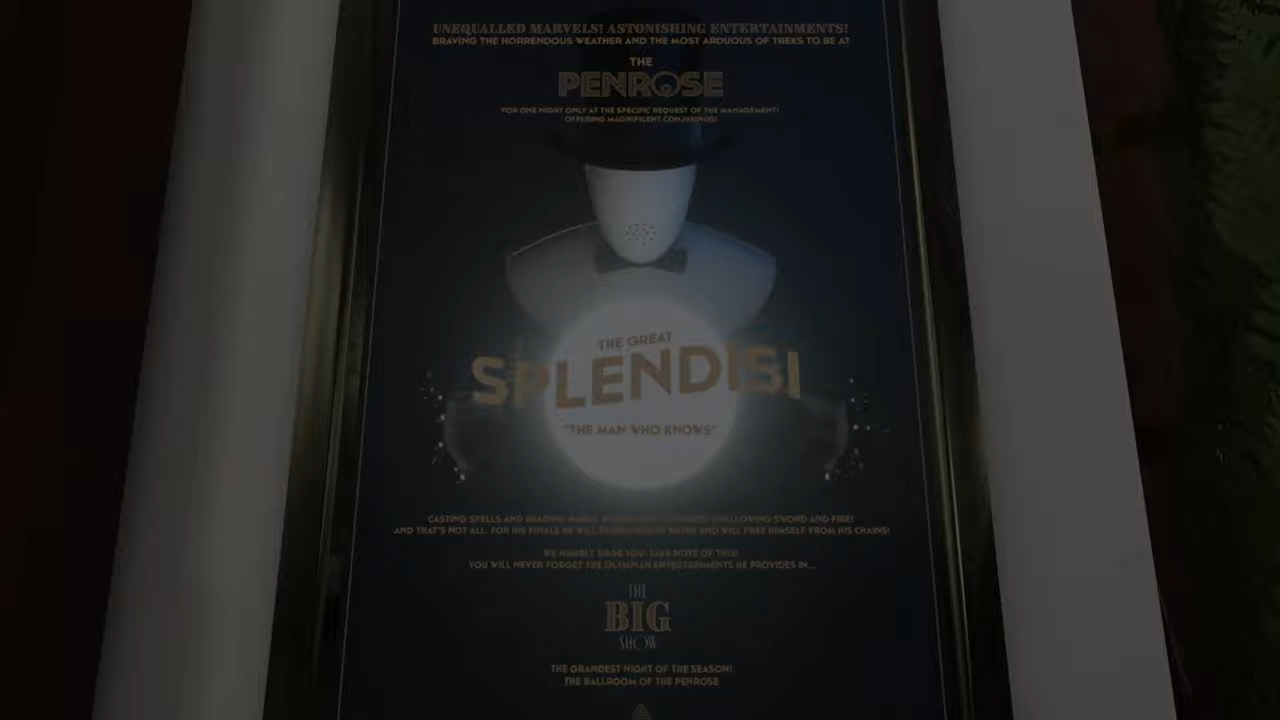 UNEQUALLED MARVELS! ASTONISHING ENTERTAINMENTS!
BRAVING THE HORRENDOUS WEATHER AND THE MOST ARDUOUS OF TREKS TO BE AT
THE
PENROSE
FOR ONE NIGHT ONLY AT THE SPECIFIC REQUEST OF THE MANAGEMENT!
OFFERING MAGNIFICENT CONJURINGS!
THE GREAT
SPLENDISI
"THE MAN WHO KNOWS"
CASTING SPELLS AND READING MINDS, SWALLOWING SWORD AND FIRE!
AND THAT'S NOT ALL. FOR HIS FINALE HE WILL AND WILL FREE HIMSELF FROM HIS CHAINS!
WE HUMBLY URGE YOU, TAKE NOTE OF THIS!
YOU WILL NEVER FORGET THE OLYMPIAN ENTERTAINMENTS HE PROVIDES IN...
THE
BIG
SHOW
THE GRANDEST NIGHT OF THE SEASON!
THE BALLROOM OF THE PENROSE